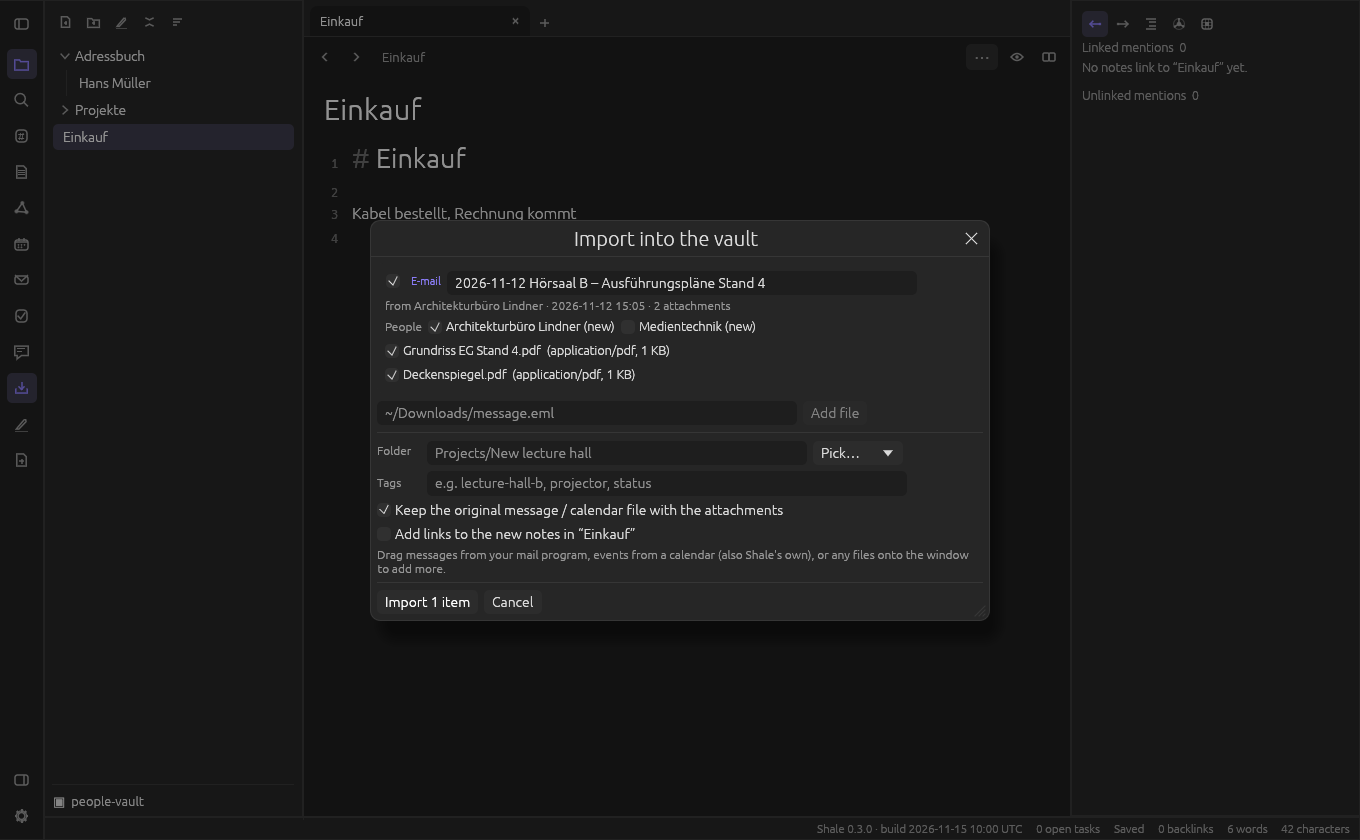 Adressbuch
Hans Müller
Projekte
Einkauf
people-vault
Einkauf
Einkauf
Einkauf
1 # Einkauf
2
3 Kabel bestellt, Rechnung kommt
4
Import into the vault
E-mail 2026-11-12 Hörsaal B – Ausführungspläne Stand 4
from Architekturbüro Lindner · 2026-11-12 15:05 · 2 attachments
People Architekturbüro Lindner (new) Medientechnik (new)
Grundriss EG Stand 4.pdf (application/pdf, 1 KB)
Deckenspiegel.pdf (application/pdf, 1 KB)
~/Downloads/message.eml Add file
Folder Projects/New lecture hall Pick…
Tags e.g. lecture-hall-b, projector, status
Keep the original message / calendar file with the attachments
Add links to the new notes in “Einkauf”
Drag messages from your mail program, events from a calendar (also Shale's own), or any files onto the window
to add more.
Import 1 item Cancel
Linked mentions 0
No notes link to “Einkauf” yet.
Unlinked mentions 0
Shale 0.3.0 · build 2026-11-15 10:00 UTC 0 open tasks Saved 0 backlinks 6 words 42 characters